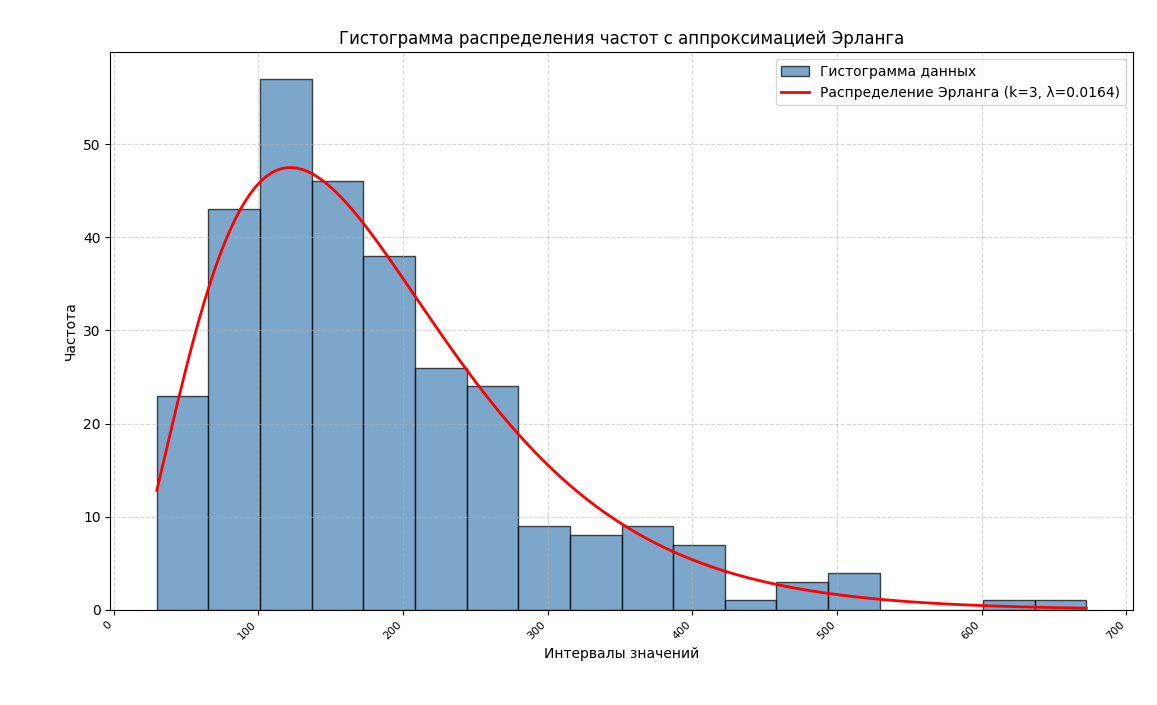 Гистограмма распределения частот с аппроксимацией Эрланга
Гистограмма данных
Распределение Эрланга (k=3, λ=0.0164)
Частота
50
40
30
20
10
0
0 100 200 300 400 500 600 700
Интервалы значений